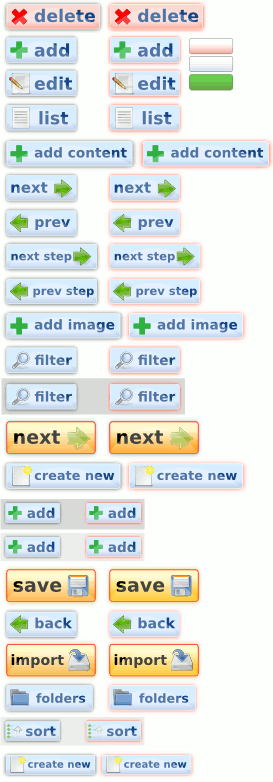 delete delete
add add
edit edit
list list
add content add content
next next
prev prev
next step next step
prev step prev step
add image add image
filter filter
filter filter
next next
create new create new
add add
add add
save save
back back
import import
folders folders
sort sort
create new create new